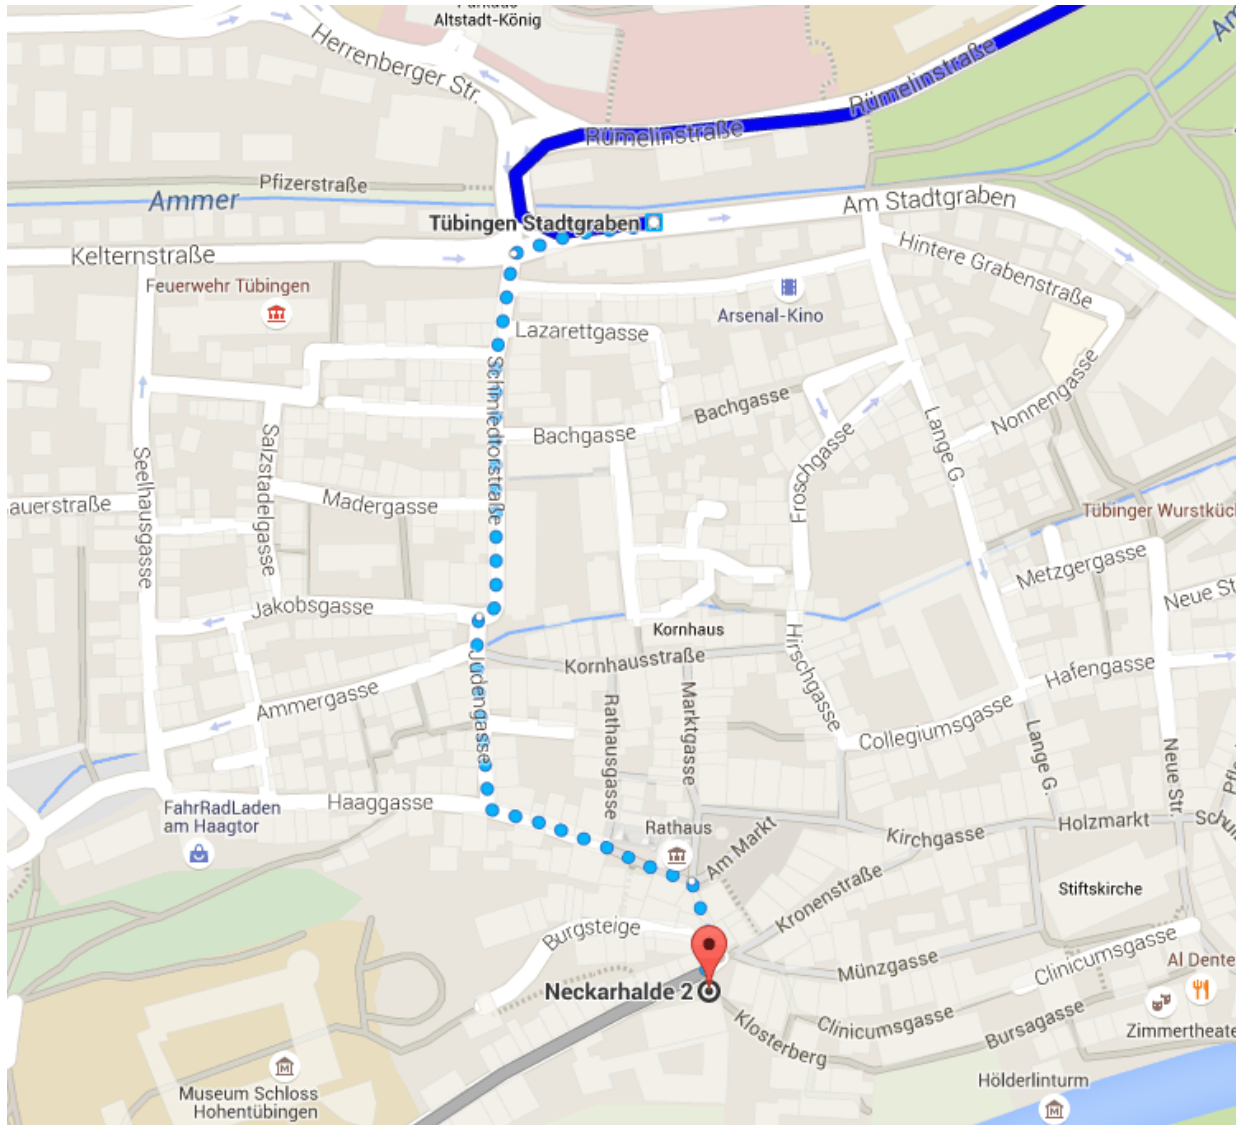 Altstadt-König
Herrenberger Str.
Rümelinstraße
Rümelinstraße
Pfizerstraße
Ammer
Am Stadtgraben
Tübingen Stadtgraben
Kelternstraße
Hintere Grabenstraße
Feuerwehr Tübingen
Arsenal-Kino
Lazarettgasse
Schmiedtorstraße
Bachgasse
Bachgasse
Nonnengasse
Lange G.
Froschgasse
Salzstadelgasse
Seelhausgasse
Madergasse
auerstraße
Tübinger Wurstküc
Metzgergasse
Neue St
Jakobsgasse
Kornhaus
Hirschgasse
Kornhausstraße
Judengasse
Hafengasse
Ammergasse
Rathausgasse
Marktgasse
Collegiumsgasse
Lange G.
Neue Str.
Haaggasse
FahrRadLaden
am Haagtor
Rathaus
Am Markt
Kirchgasse
Holzmarkt
Kronenstraße
Stiftskirche
Burgsteige
Münzgasse
Clinicumsgasse
Al Dente
Neckarhalde 2
Klosterberg
Clinicumsgasse
Bursagasse
Zimmertheate
Museum Schloss
Hohentübingen
Hölderlinturm